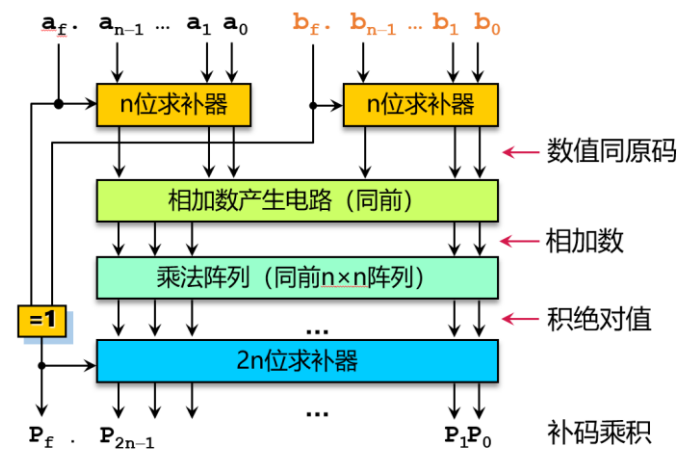 af. an−1 … a1 a0 bf. bn−1 … b1 b0
n位求补器 n位求补器
数值同原码
相加数产生电路（同前）
相加数
乘法阵列（同前n×n阵列）
=1 … 积绝对值
2n位求补器
…
Pf . P2n−1 P1P0 补码乘积